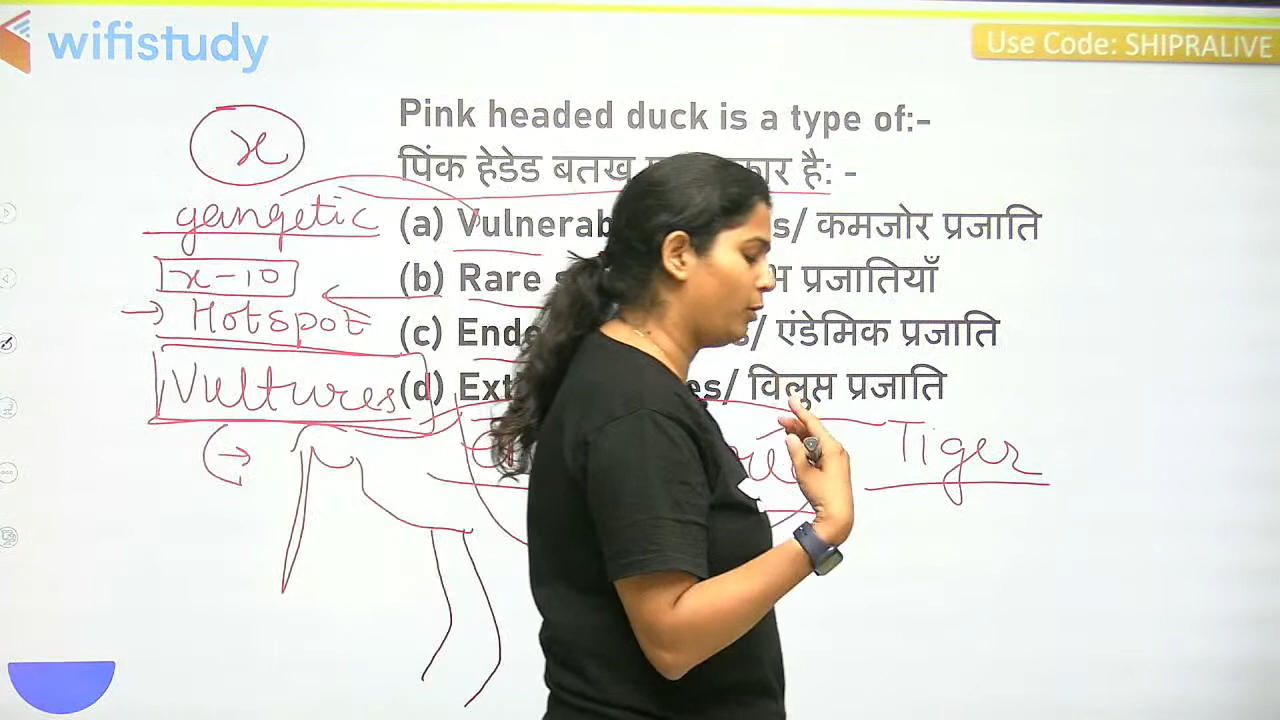 wifistudy
Use Code: SHIPRALIVE
Pink headed duck is a type of:-
पिंक हेडेड बतख है: -
x
gangetic
(a) Vulnerab s/ कमजोर प्रजाति
x-10
(b) Rare प्रजातियाँ
→ Hotspot
(c) Ende s/ एंडेमिक प्रजाति
Vultures
(d) Ext es/ विलुप्त प्रजाति
Tiger